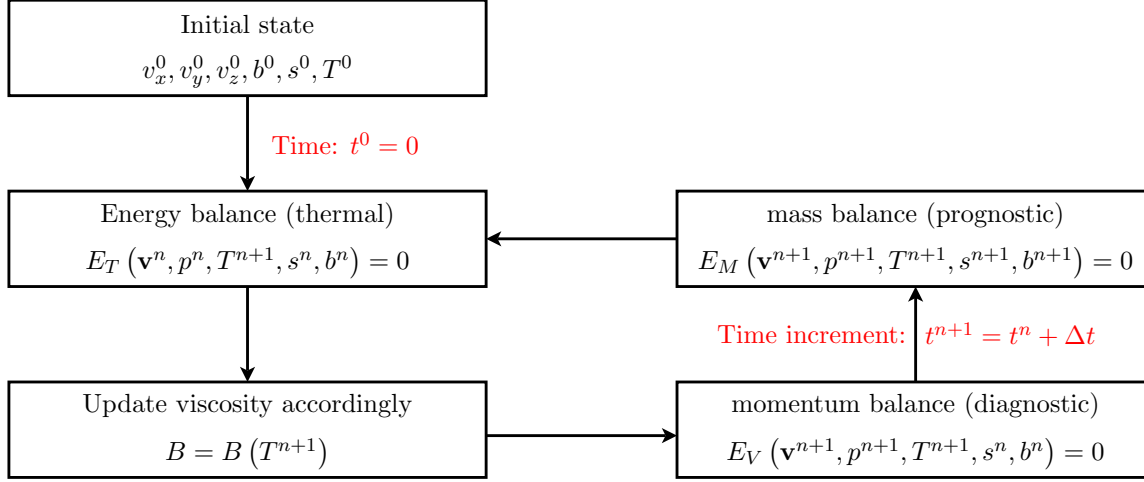 Initial state
v_x^0, v_y^0, v_z^0, b^0, s^0, T^0
Time: t^0 = 0
Energy balance (thermal)
E_T (𝐯^n, p^n, T^{n+1}, s^n, b^n) = 0
mass balance (prognostic)
E_M (𝐯^{n+1}, p^{n+1}, T^{n+1}, s^{n+1}, b^{n+1}) = 0
Time increment: t^{n+1} = t^n + Δt
Update viscosity accordingly
B = B (T^{n+1})
momentum balance (diagnostic)
E_V (𝐯^{n+1}, p^{n+1}, T^{n+1}, s^n, b^n) = 0